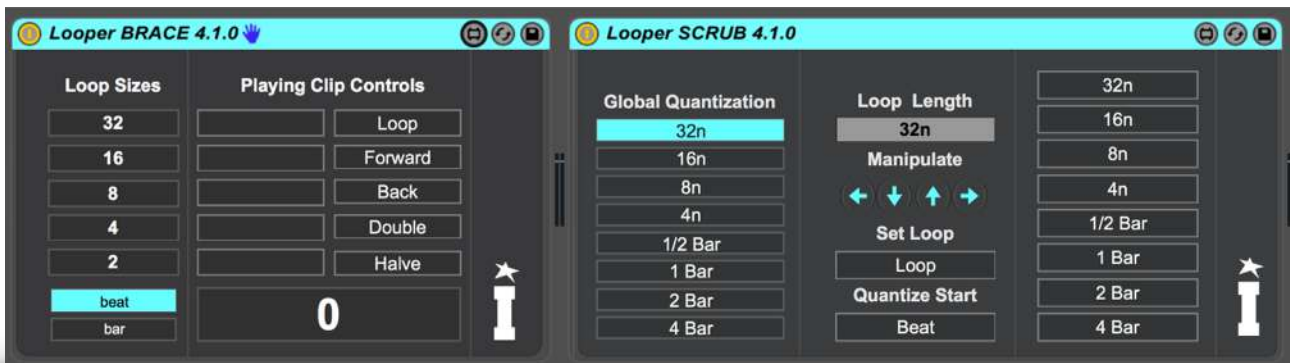 Looper BRACE 4.1.0
Loop Sizes
32
16
8
4
2
beat
bar
Playing Clip Controls
Loop
Forward
Back
Double
Halve
0
Looper SCRUB 4.1.0
Global Quantization
32n
16n
8n
4n
1/2 Bar
1 Bar
2 Bar
4 Bar
Loop Length
32n
Manipulate
Set Loop
Loop
Quantize Start
Beat
32n
16n
8n
4n
1/2 Bar
1 Bar
2 Bar
4 Bar